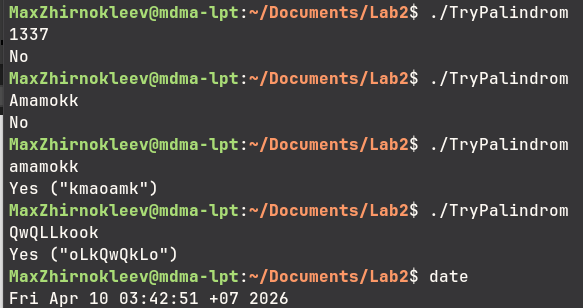 MaxZhirnokleev@mdma-lpt:~/Documents/Lab2$ ./TryPalindrom
1337
No
MaxZhirnokleev@mdma-lpt:~/Documents/Lab2$ ./TryPalindrom
Amamokk
No
MaxZhirnokleev@mdma-lpt:~/Documents/Lab2$ ./TryPalindrom
amamokk
Yes ("kmaoamk")
MaxZhirnokleev@mdma-lpt:~/Documents/Lab2$ ./TryPalindrom
QwQLLkook
Yes ("oLkQwQkLo")
MaxZhirnokleev@mdma-lpt:~/Documents/Lab2$ date
Fri Apr 10 03:42:51 +07 2026